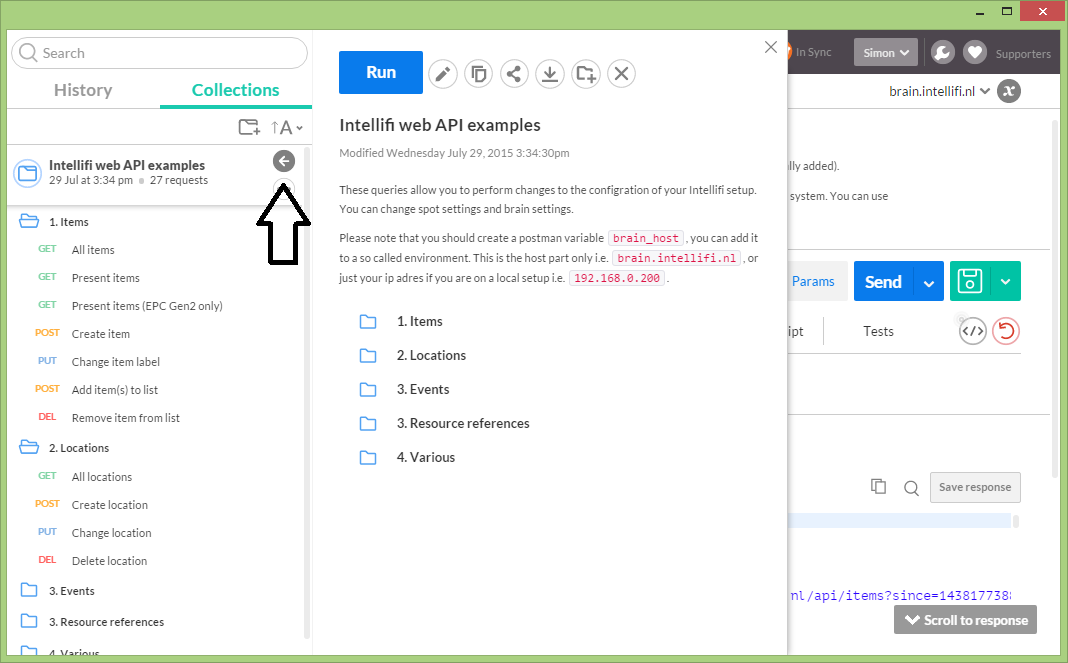 Search
History
Collections
A
Intellifi web API examples
29 Jul at 3:34 pm 27 requests
1. Items
GET All items
GET Present items
GET Present items (EPC Gen2 only)
POST Create item
PUT Change item label
POST Add item(s) to list
DEL Remove item from list
2. Locations
GET All locations
POST Create location
PUT Change location
DEL Delete location
3. Events
3. Resource references
4. Various
Run
Intellifi web API examples
Modified Wednesday July 29, 2015 3:34:30pm
These queries allow you to perform changes to the configration of your Intellifi setup.
You can change spot settings and brain settings.
Please note that you should create a postman variable brain_host , you can add it
to a so called environment. This is the host part only i.e. brain.intellifi.nl , or
just your ip adres if you are on a local setup i.e. 192.168.0.200 .
1. Items
2. Locations
3. Events
3. Resource references
4. Various
In Sync
Simon
Supporters
brain.intellifi.nl
x
lly added).
system. You can use
Params
Send
ipt
Tests
</>
Save response
nl/api/items?since=143817738
Scroll to response